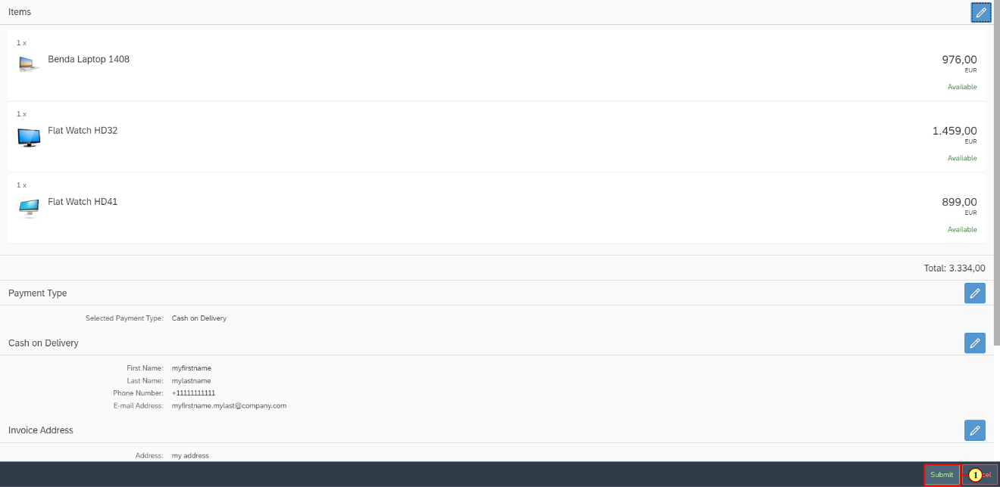 Items
1 x
Benda Laptop 1408
976,00
EUR
Available
1 x
Flat Watch HD32
1.459,00
EUR
Available
1 x
Flat Watch HD41
899,00
EUR
Available
Total: 3.334,00
Payment Type
Selected Payment Type: Cash on Delivery
Cash on Delivery
First Name: myfirstname
Last Name: mylastname
Phone Number: +11111111111
E-mail Address: myfirstname.mylast@company.com
Invoice Address
Address: my address
Submit 1